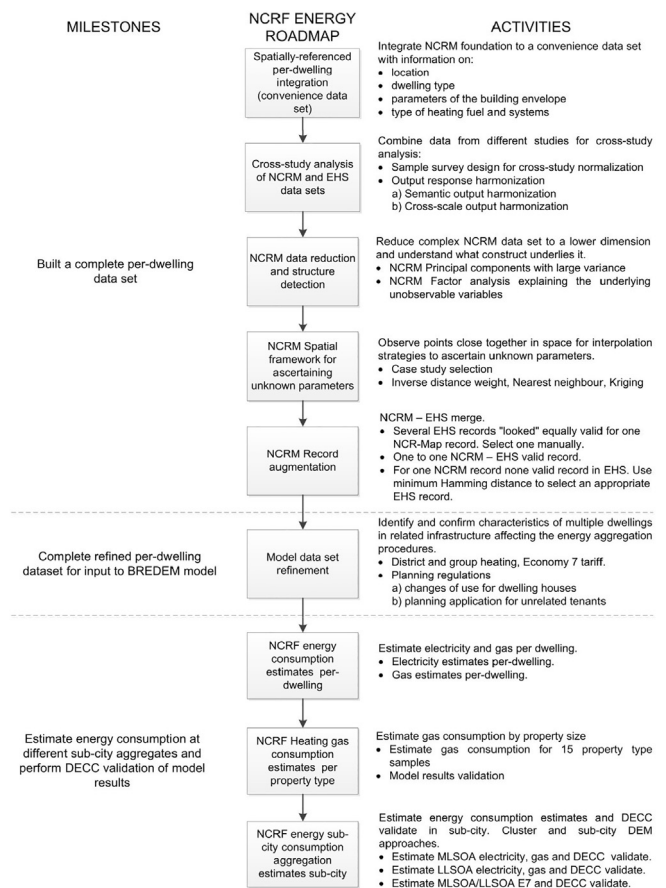 MILESTONES
NCRF ENERGY
ROADMAP
ACTIVITIES
Spatially-referenced
per-dwelling
integration
(convenience data
set)
Integrate NCRM foundation to a convenience data set
with information on:
• location
• dwelling type
• parameters of the building envelope
• type of heating fuel and systems
Cross-study analysis
of NCRM and EHS
data sets
Combine data from different studies for cross-study
analysis:
• Sample survey design for cross-study normalization
• Output response harmonization
a) Semantic output harmonization
b) Cross-scale output harmonization
Built a complete per-dwelling
data set
NCRM data reduction
and structure
detection
Reduce complex NCRM data set to a lower dimension
and understand what construct underlies it.
• NCRM Principal components with large variance
• NCRM Factor analysis explaining the underlying
unobservable variables
NCRM Spatial
framework for
ascertaining
unknown parameters
Observe points close together in space for interpolation
strategies to ascertain unknown parameters.
• Case study selection
• Inverse distance weight, Nearest neighbour, Kriging
NCRM Record
augmentation
NCRM – EHS merge.
• Several EHS records "looked" equally valid for one
NCR-Map record. Select one manually.
• One to one NCRM – EHS valid record.
• For one NCRM record none valid record in EHS. Use
minimum Hamming distance to select an appropriate
EHS record.
Complete refined per-dwelling
dataset for input to BREDEM model
Model data set
refinement
Identify and confirm characteristics of multiple dwellings
in related infrastructure affecting the energy aggregation
procedures.
• District and group heating, Economy 7 tariff.
• Planning regulations
a) changes of use for dwelling houses
b) planning application for unrelated tenants
NCRF energy
consumption
estimates per-
dwelling
Estimate electricity and gas per dwelling.
• Electricity estimates per-dwelling.
• Gas estimates per-dwelling.
Estimate energy consumption at
different sub-city aggregates and
perform DECC validation of model
results
NCRF Heating gas
consumption
estimates per
property type
Estimate gas consumption by property size
• Estimate gas consumption for 15 property type
samples
• Model results validation
NCRF energy sub-
city consumption
aggregation
estimates sub-city
Estimate energy consumption estimates and DECC
validate in sub-city. Cluster and sub-city DEM
approaches.
• Estimate MLSOA electricity, gas and DECC validate.
• Estimate LLSOA electricity, gas and DECC validate.
• Estimate MLSOA/LLSOA E7 and DECC validate.